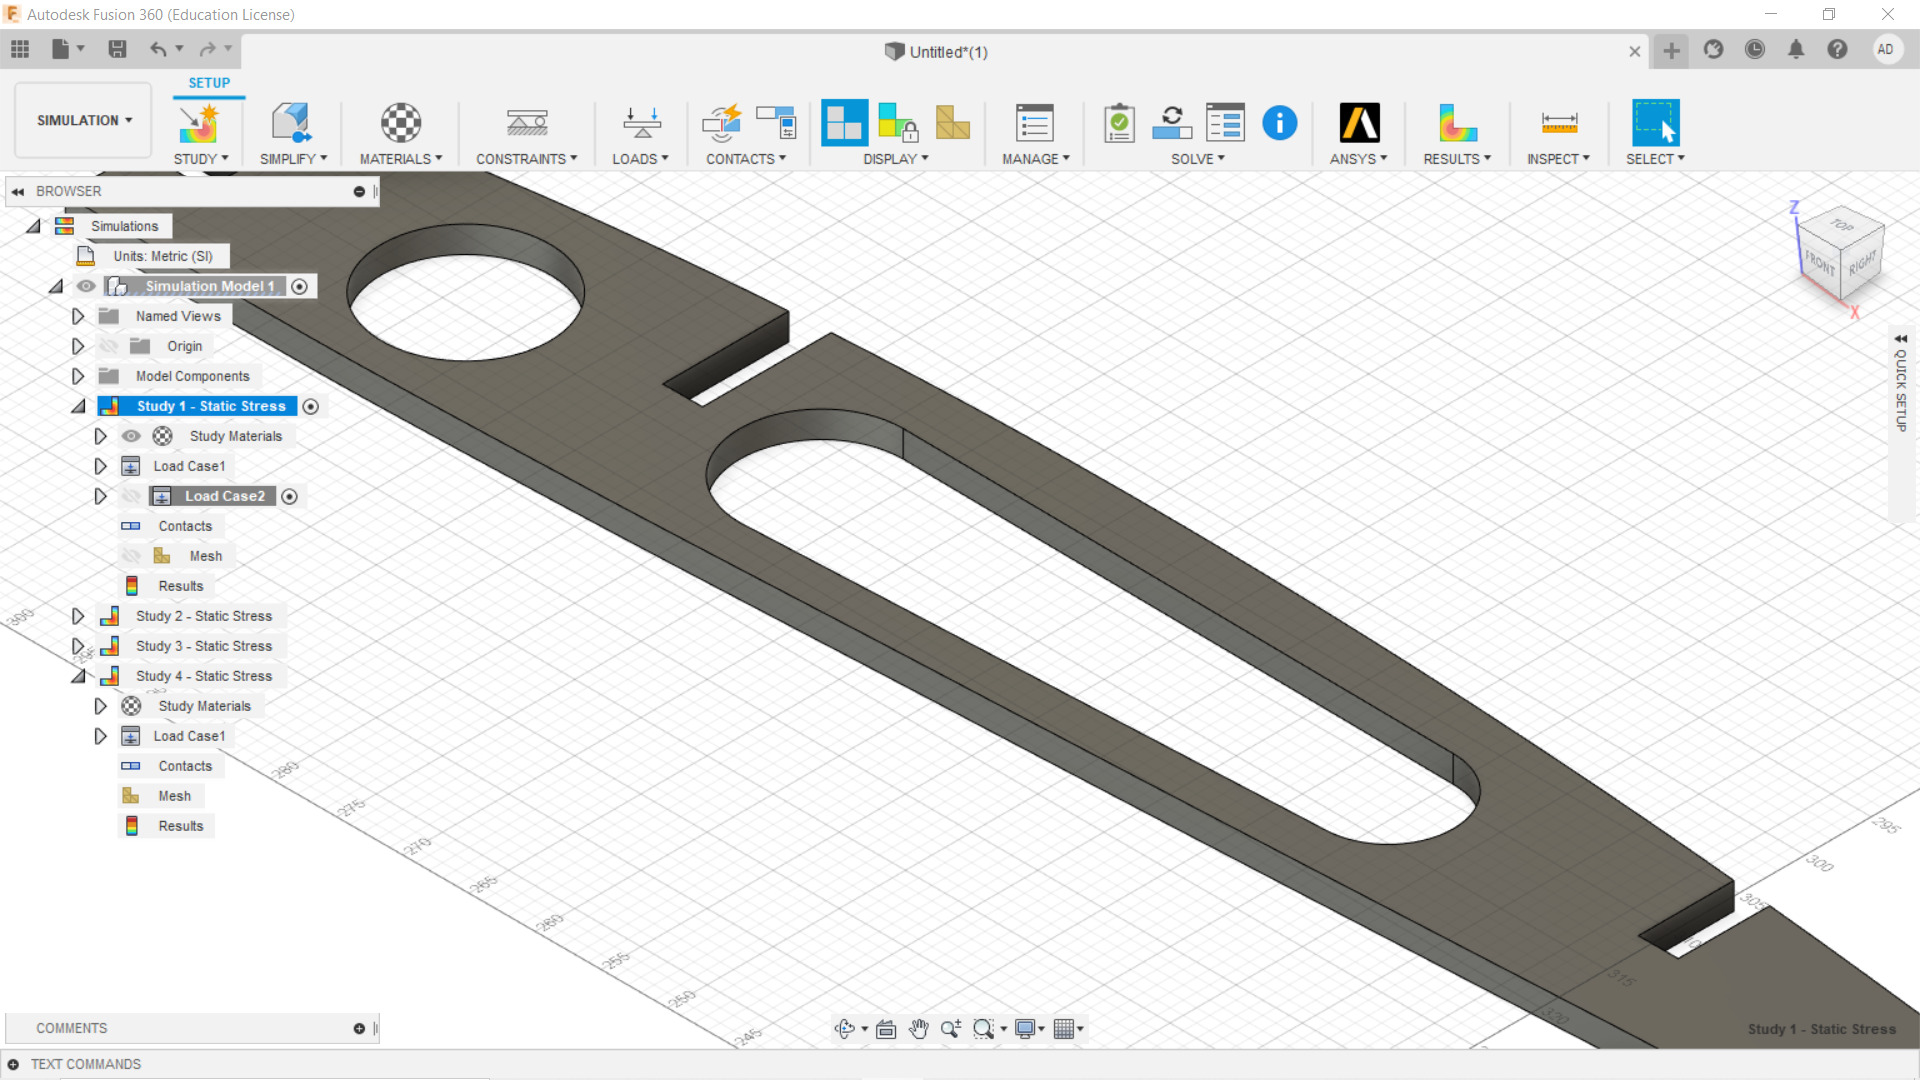 Autodesk Fusion 360 (Education License)
Untitled*(1)
AD
SETUP
SIMULATION
STUDY SIMPLIFY MATERIALS CONSTRAINTS LOADS CONTACTS DISPLAY MANAGE SOLVE ANSYS RESULTS INSPECT SELECT
BROWSER
Simulations
Units: Metric (SI)
Simulation Model 1
Named Views
Origin
Model Components
Study 1 - Static Stress
Study Materials
Load Case1
Load Case2
Contacts
Mesh
Results
Study 2 - Static Stress
Study 3 - Static Stress
Study 4 - Static Stress
Study Materials
Load Case1
Contacts
Mesh
Results
Z
TOP
FRONT
RIGHT
X
QUICK SETUP
300
280
275
270
265
260
255
250
245
295
300
305
315
320
Study 1 - Static Stress
COMMENTS
TEXT COMMANDS